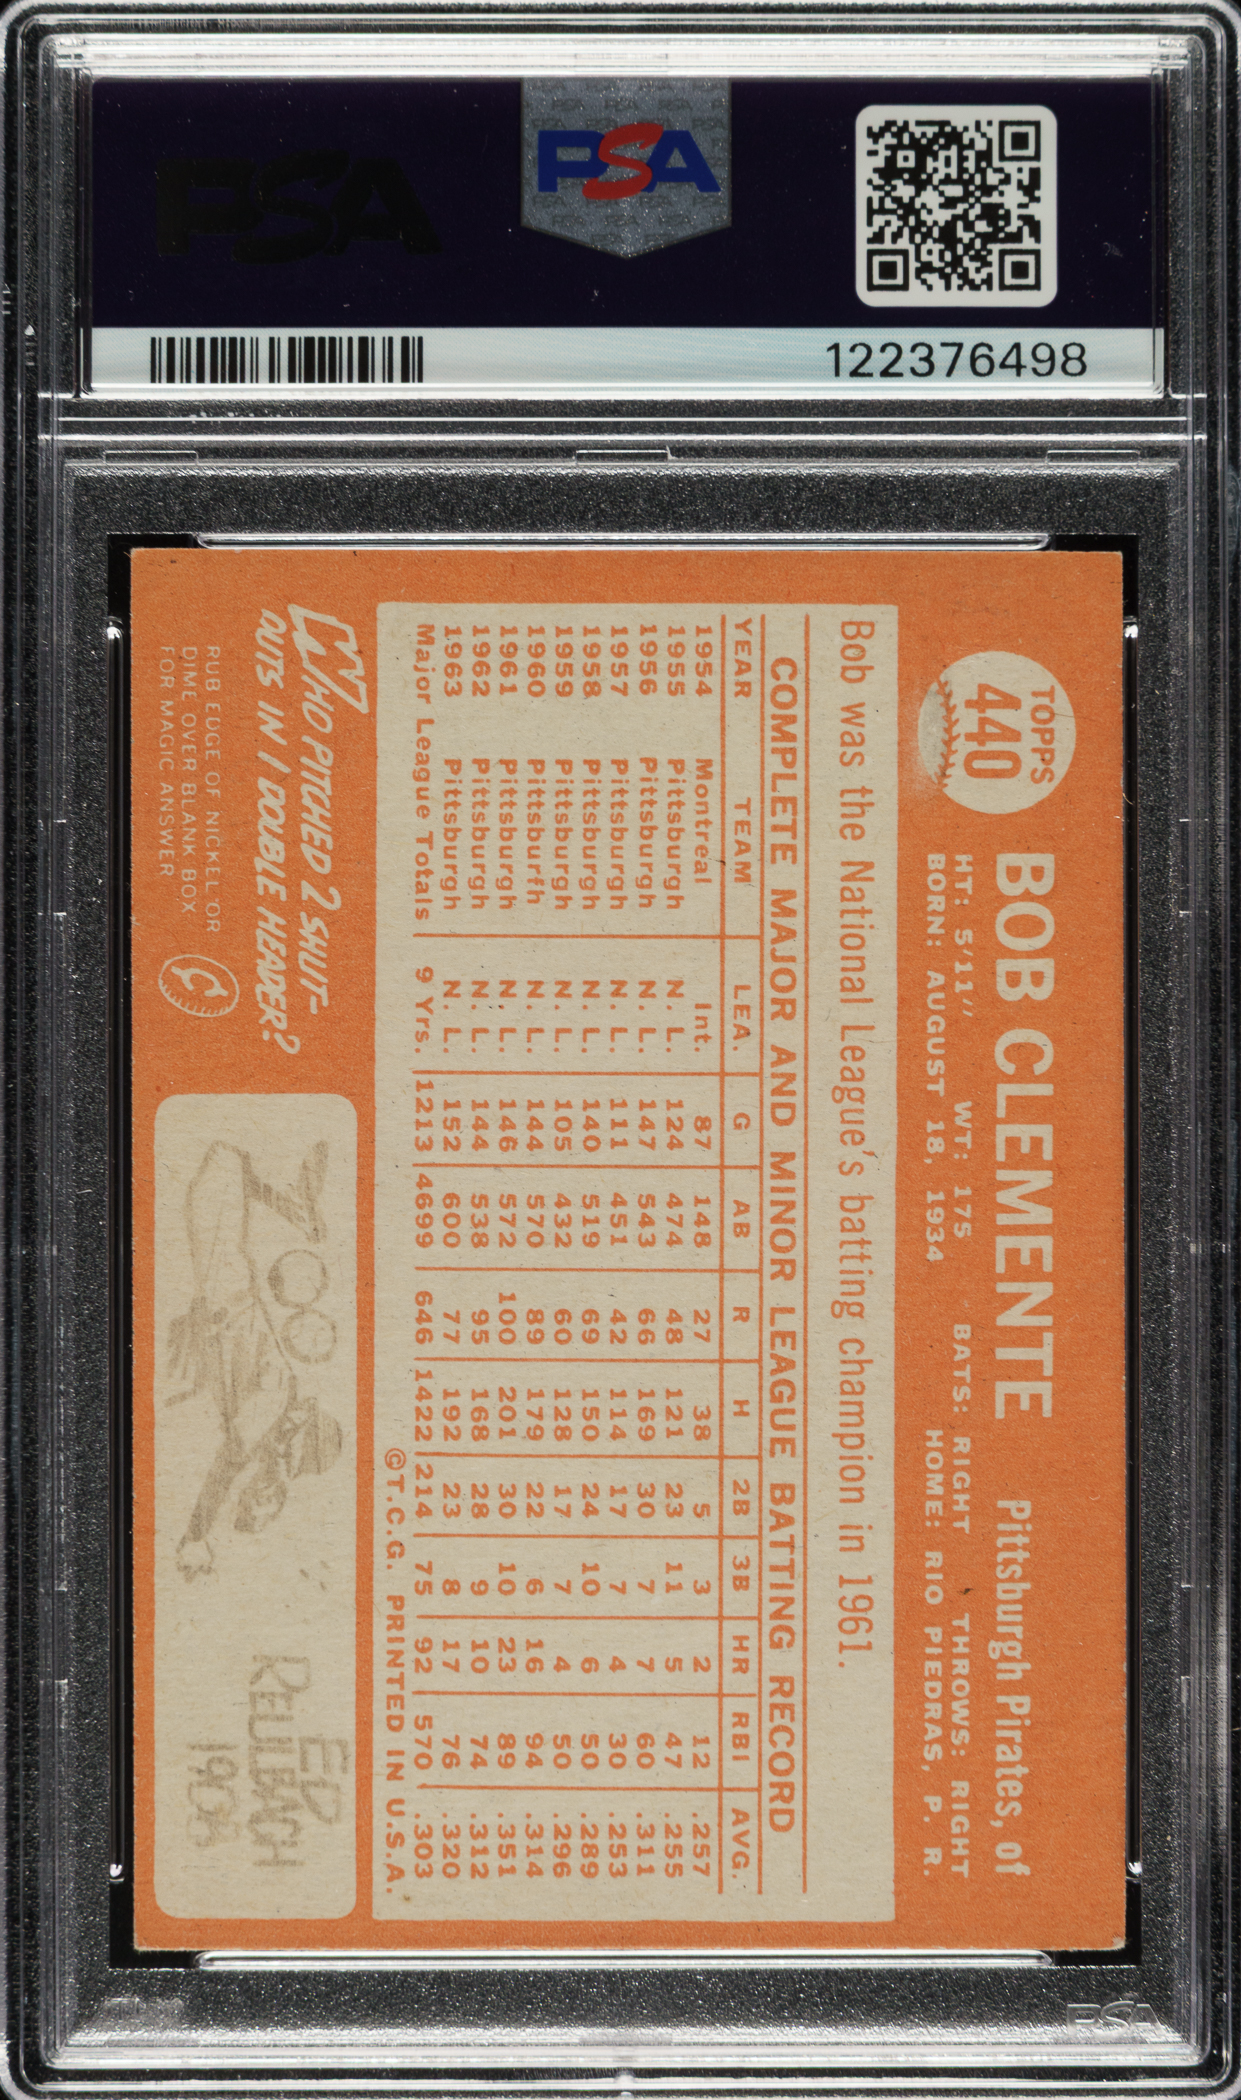 PSA
PSA
122376498
TOPPS
440
BOB CLEMENTE Pittsburgh Pirates, of
HT: 5'11" WT: 175 BATS: RIGHT THROWS: RIGHT
BORN: AUGUST 18, 1934 HOME: RIO PIEDRAS, P. R.
Bob was the National League's batting champion in 1961.
COMPLETE MAJOR AND MINOR LEAGUE BATTING RECORD
YEAR TEAM LEA. G AB R H 2B 3B HR RBI AVG.
1954 Montreal Int. 87 148 27 38 5 3 2 12 .257
1955 Pittsburgh N. L. 124 474 48 121 23 11 5 47 .255
1956 Pittsburgh N. L. 147 543 66 169 30 7 7 60 .311
1957 Pittsburgh N. L. 111 451 42 114 17 7 4 30 .253
1958 Pittsburgh N. L. 140 519 69 150 24 10 6 50 .289
1959 Pittsburgh N. L. 105 432 60 128 17 7 4 50 .296
1960 Pittsburfh N. L. 144 570 89 179 22 6 16 94 .314
1961 Pittsburgh N. L. 146 572 100 201 30 10 23 89 .351
1962 Pittsburgh N. L. 144 538 95 168 28 9 10 74 .312
1963 Pittsburgh N. L. 152 600 77 192 23 8 17 76 .320
Major League Totals 9 Yrs. 1213 4699 646 1422 214 75 92 570 .303
©T.C.G. PRINTED IN U.S.A.
WHO PITCHED 2 SHUT-
OUTS IN 1 DOUBLE HEADER?
RUB EDGE OF NICKEL OR
DIME OVER BLANK BOX
FOR MAGIC ANSWER
ED
REULBACH
1908
PSA